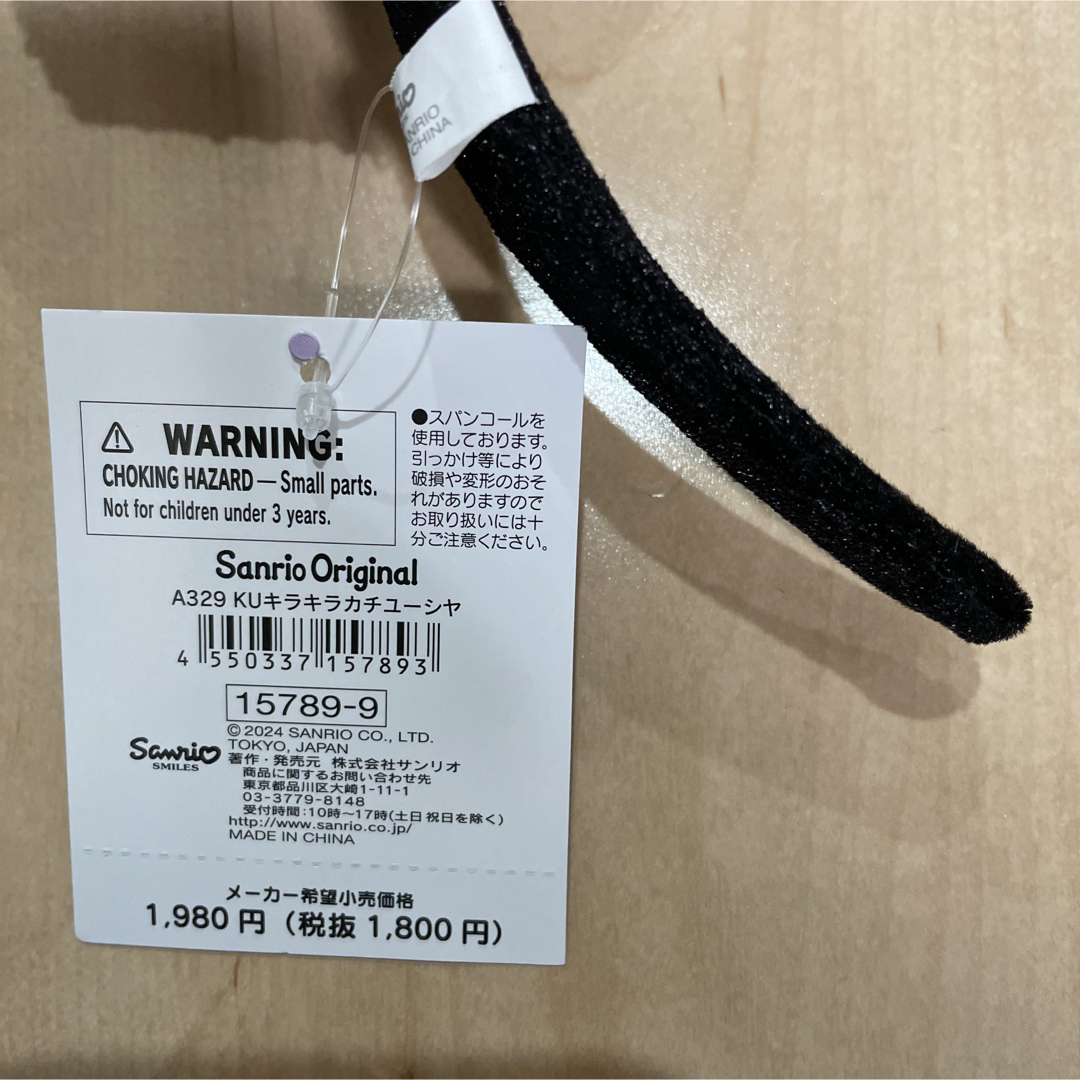 CHINA
⚠ WARNING:
CHOKING HAZARD — Small parts.
Not for children under 3 years.
●スパンコールを
使用しております。
引っかけ等により
破損や変形のおそ
れがありますので
お取り扱いには十
分ご注意ください。
Sanrio Original
A329 KUキラキラカチユーシヤ
4 550337 157893
15789-9
Sanrio
SMILES
© 2024 SANRIO CO., LTD.
TOKYO, JAPAN
著作・発売元 株式会社サンリオ
商品に関するお問い合わせ先
東京都品川区大崎1-11-1
03-3779-8148
受付時間:10時〜17時(土日祝日を除く)
http://www.sanrio.co.jp/
MADE IN CHINA
メーカー希望小売価格
1,980円(税抜1,800円)